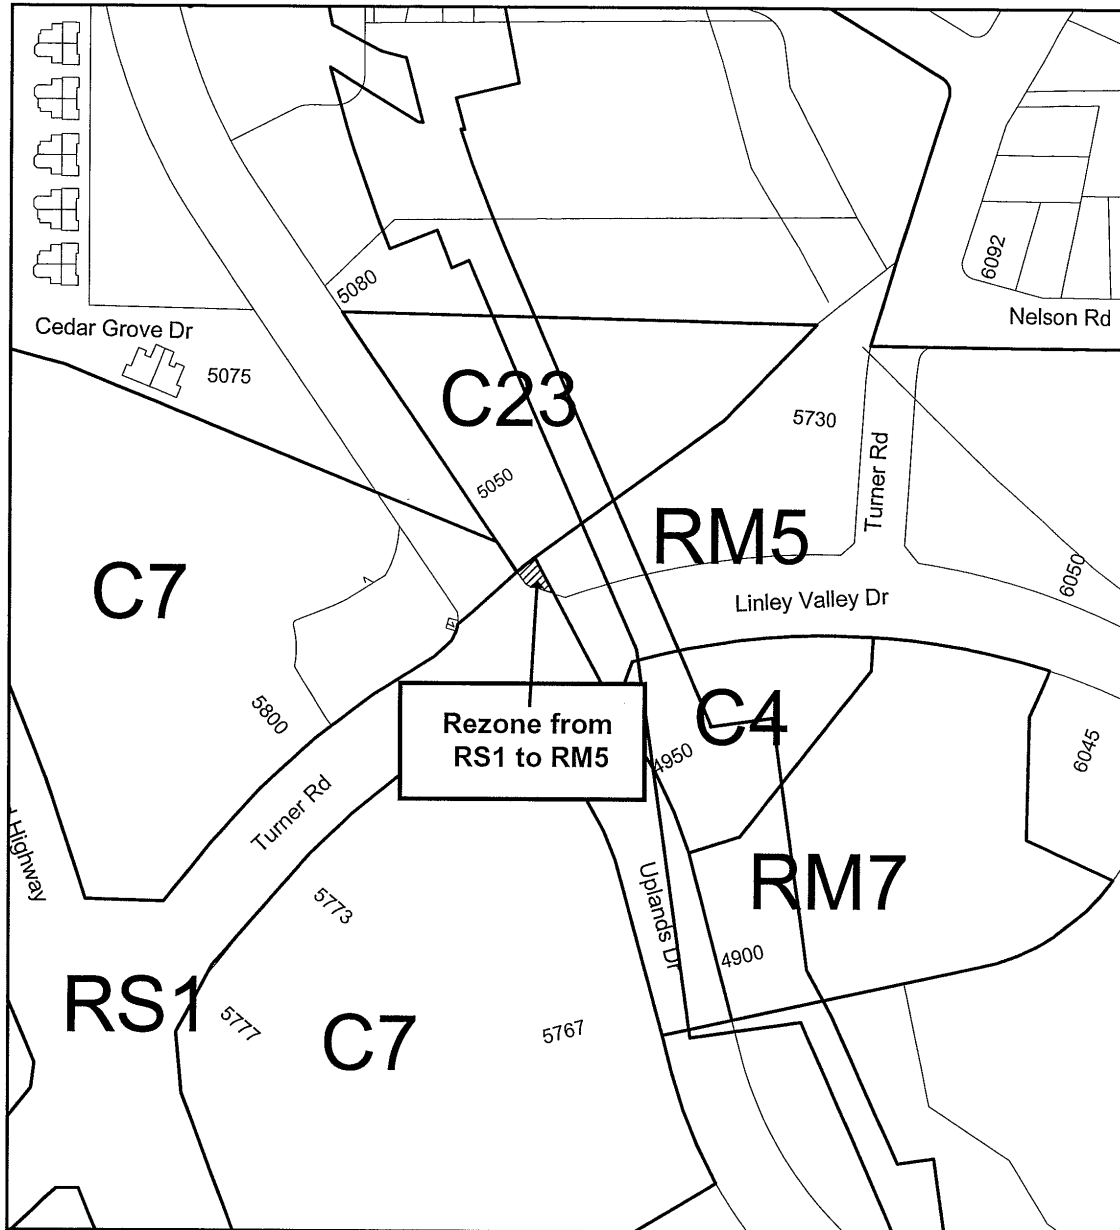 5080
6092
Nelson Rd
Cedar Grove Dr
5075
C23
5730
Turner Rd
5050
RM5
C7
6050
Linley Valley Dr
5800
Rezone from
RS1 to RM5
C4
4950
6045
Turner Rd
Highway
RM7
Uplands Dr
5773
4900
RS1
5777
C7
5767